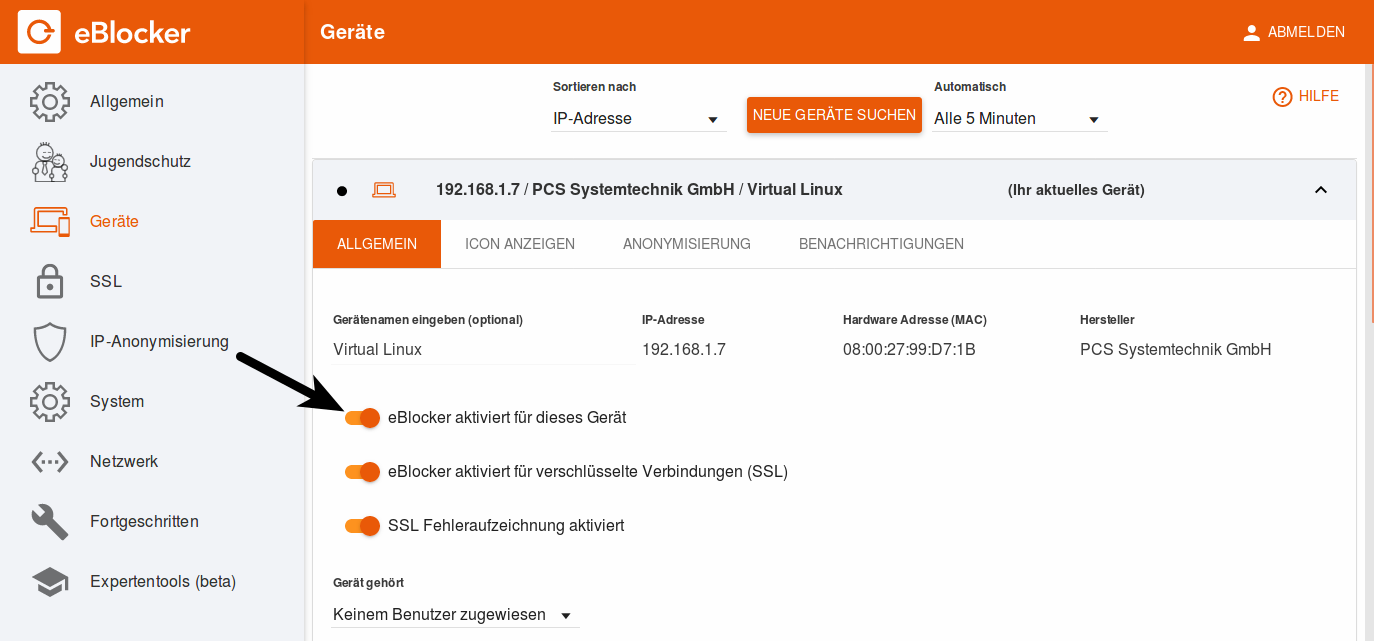 eBlocker
Geräte
ABMELDEN
Allgemein
Jugendschutz
Geräte
SSL
IP-Anonymisierung
System
Netzwerk
Fortgeschritten
Expertentools (beta)
Sortieren nach
IP-Adresse
NEUE GERÄTE SUCHEN
Automatisch
Alle 5 Minuten
HILFE
192.168.1.7 / PCS Systemtechnik GmbH / Virtual Linux (Ihr aktuelles Gerät)
ALLGEMEIN ICON ANZEIGEN ANONYMISIERUNG BENACHRICHTIGUNGEN
Gerätenamen eingeben (optional) IP-Adresse Hardware Adresse (MAC) Hersteller
Virtual Linux 192.168.1.7 08:00:27:99:D7:1B PCS Systemtechnik GmbH
eBlocker aktiviert für dieses Gerät
eBlocker aktiviert für verschlüsselte Verbindungen (SSL)
SSL Fehleraufzeichnung aktiviert
Gerät gehört
Keinem Benutzer zugewiesen